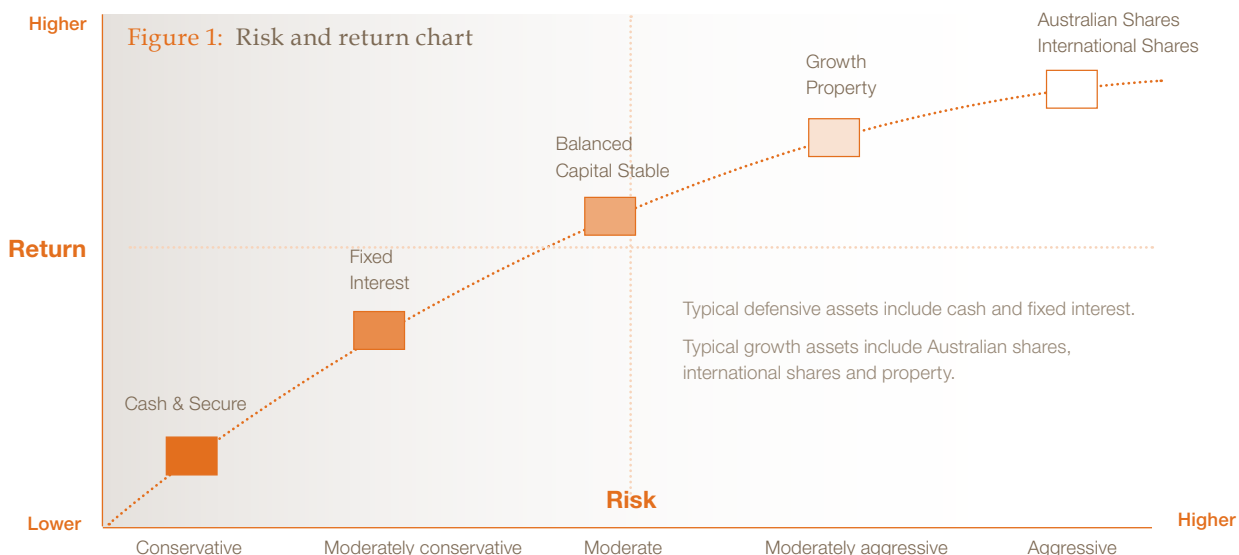 Higher
Figure 1: Risk and return chart
Australian Shares
International Shares
Growth
Property
Balanced
Capital Stable
Return
Fixed
Interest
Typical defensive assets include cash and fixed interest.
Typical growth assets include Australian shares,
international shares and property.
Cash & Secure
Risk
Lower
Higher
Conservative
Moderately conservative
Moderate
Moderately aggressive
Aggressive